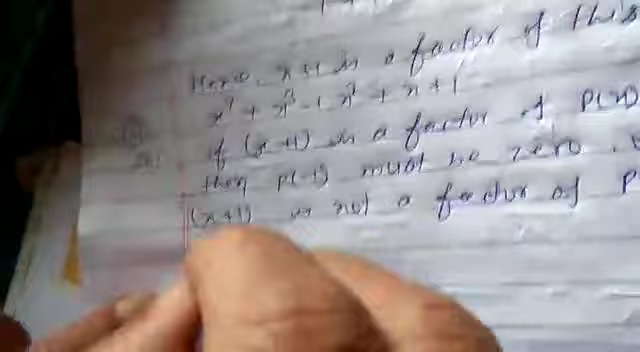 Hence, x+1 is a factor of this
x⁴ + x³ + x² + x + 1
if (x+1) is a factor of P(x)
then P(-1) must be zero,
(x+1) is not a factor of P